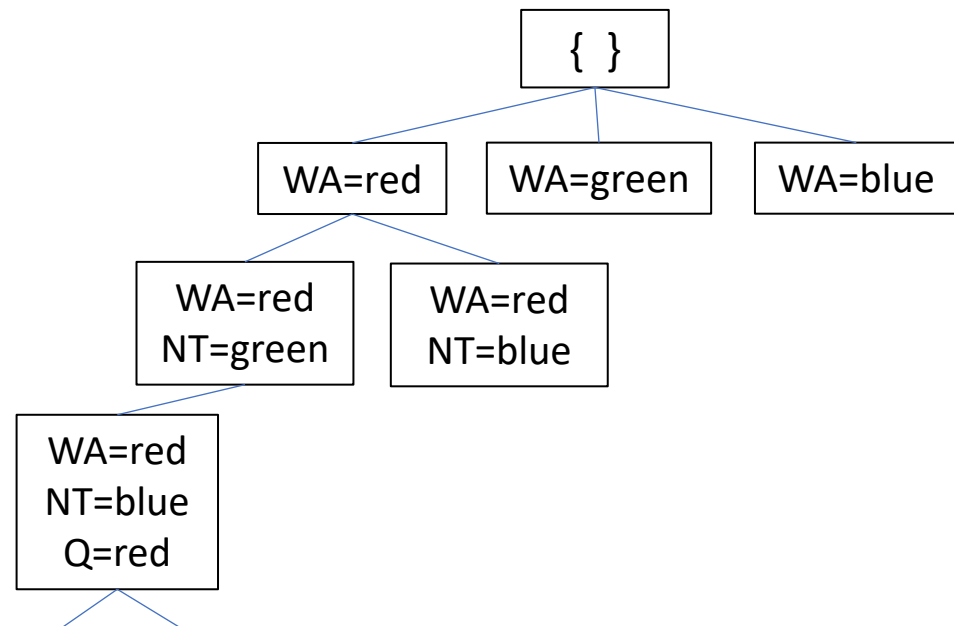 { }
WA=red
WA=green
WA=blue
WA=red
NT=green
WA=red
NT=blue
WA=red
NT=blue
Q=red